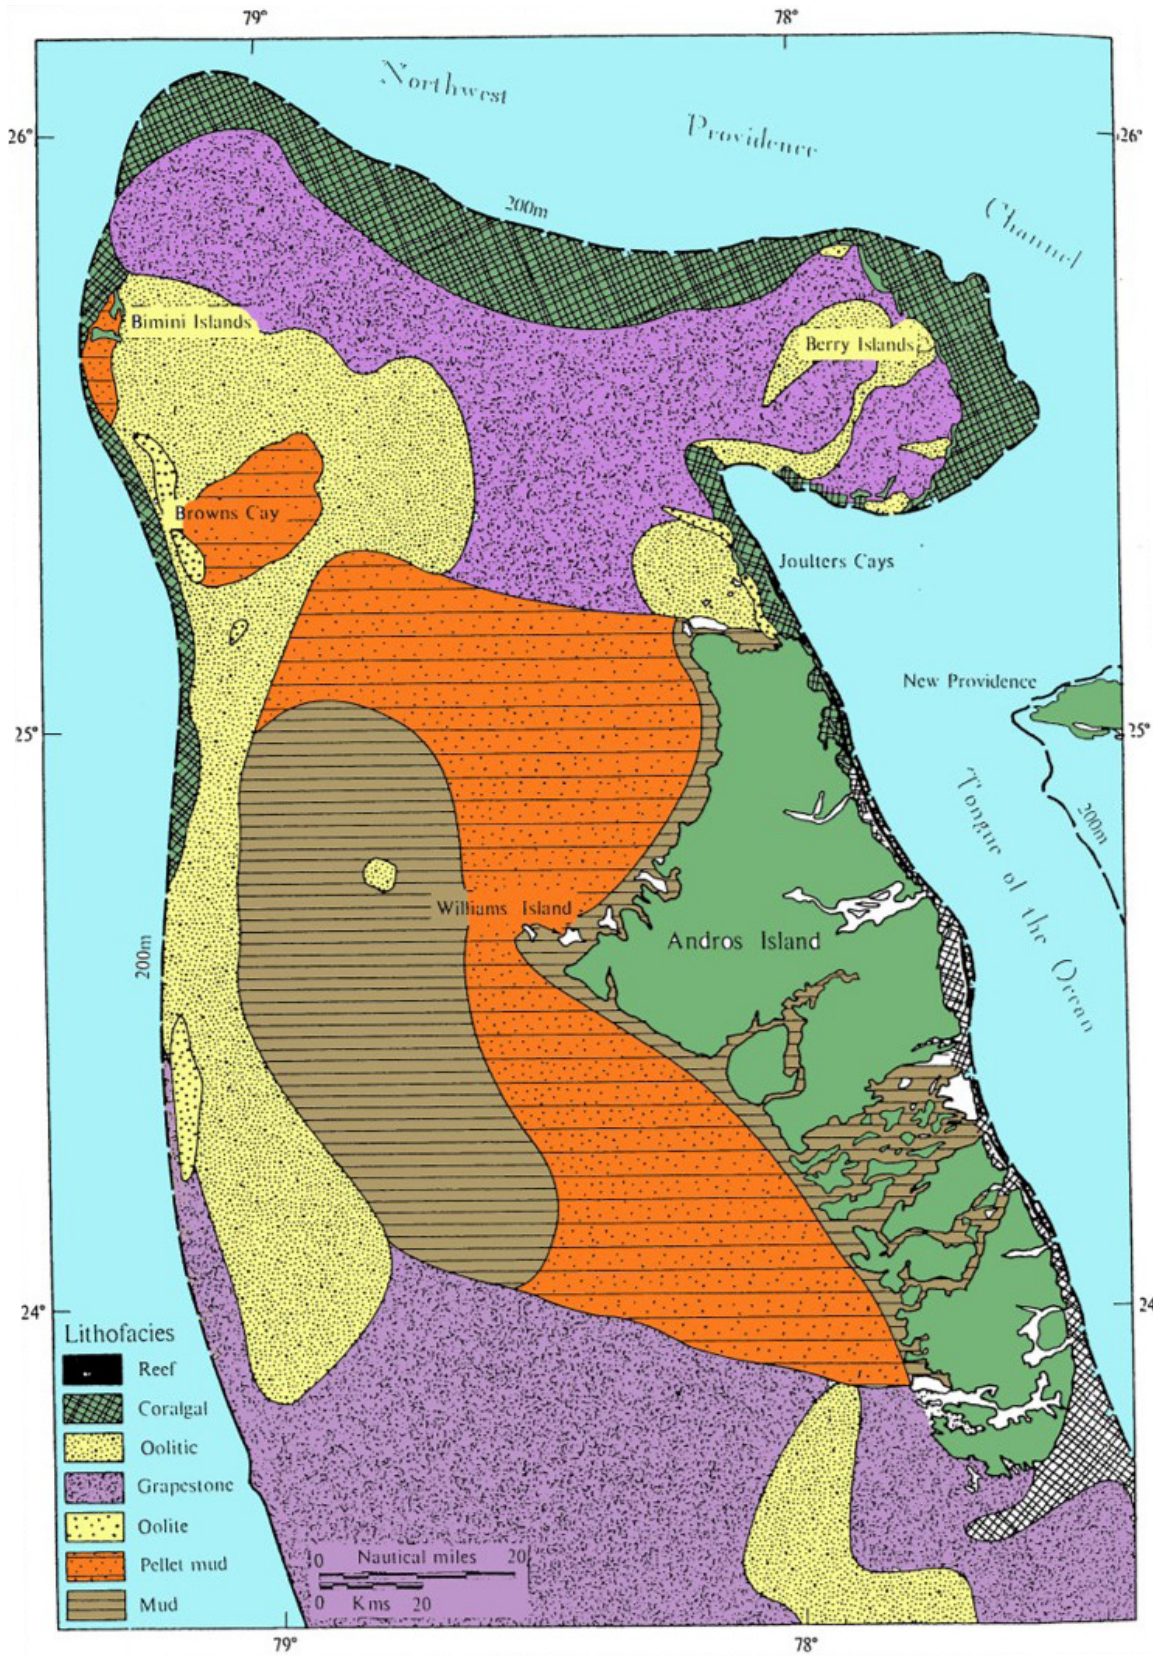 79°
78°
Northwest
Providence
Channel
26°
26°
200m
Bimini Islands
Berry Islands
Browns Cay
Joulters Cays
New Providence
25°
25°
200m
Tongue of the Ocean
Williams Island
Andros Island
200m
24°
24
Lithofacies
Reef
Coralgal
Oolitic
Grapestone
Oolite
Pellet mud
Mud
0 Nautical miles 20
0 Kms 20
79°
78°